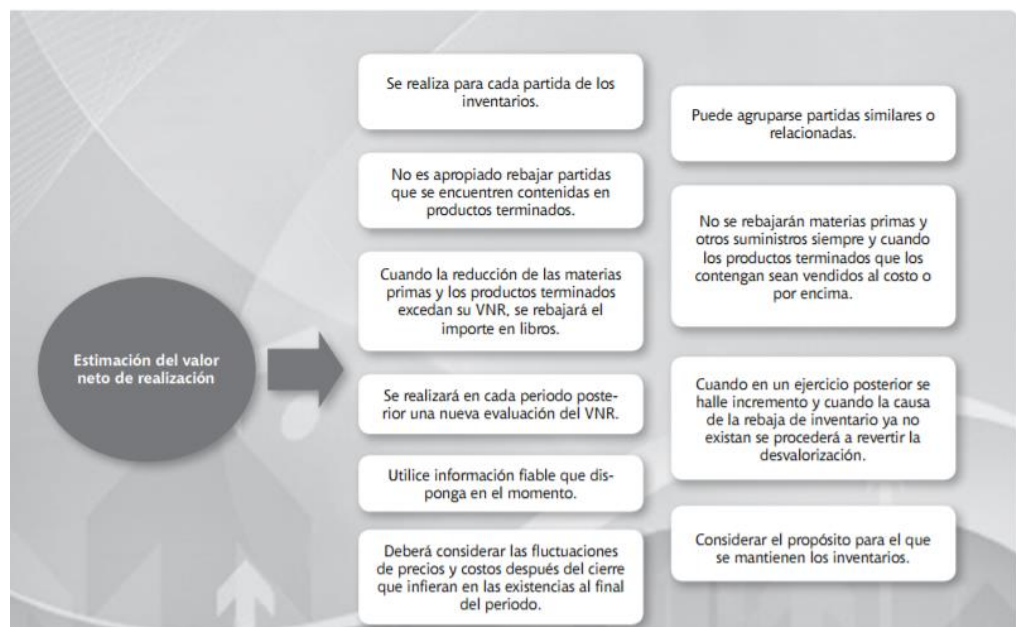 Estimación del valor
neto de realización
Se realiza para cada partida de los
inventarios.
No es apropiado rebajar partidas
que se encuentren contenidas en
productos terminados.
Cuando la reducción de las materias
primas y los productos terminados
excedan su VNR, se rebajará el
importe en libros.
Se realizará en cada periodo poste-
rior una nueva evaluación del VNR.
Utilice información fiable que dis-
ponga en el momento.
Deberá considerar las fluctuaciones
de precios y costos después del cierre
que infieran en las existencias al final
del periodo.
Puede agruparse partidas similares o
relacionadas.
No se rebajarán materias primas y
otros suministros siempre y cuando
los productos terminados que los
contengan sean vendidos al costo o
por encima.
Cuando en un ejercicio posterior se
halle incremento y cuando la causa
de la rebaja de inventario ya no
existan se procederá a revertir la
desvalorización.
Considerar el propósito para el que
se mantienen los inventarios.